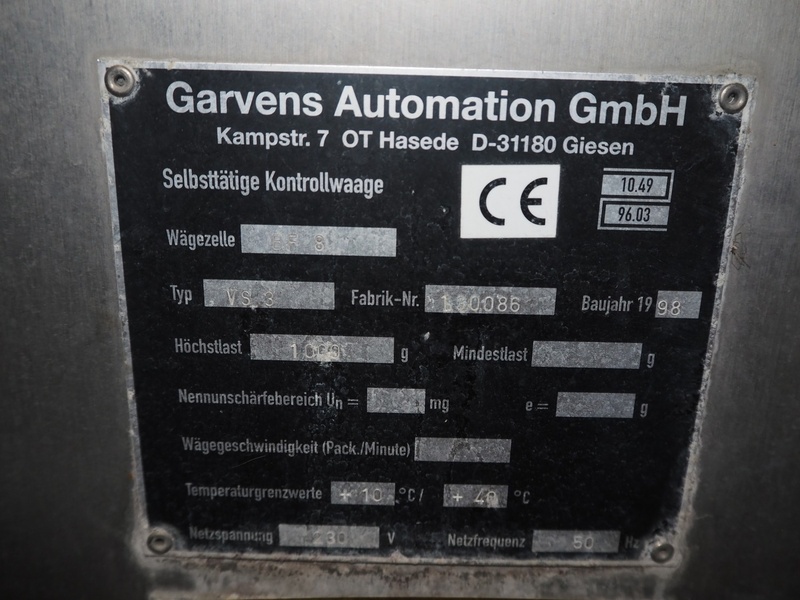 Garvens Automation GmbH
Kampstr. 7 OT Hasede D-31180 Giesen
Selbsttätige Kontrollwaage
CE
10.49
96.03
Wägezelle
Typ VS 3 Fabrik-Nr. Baujahr 19 98
Höchstlast g Mindestlast g
Nennunschärfebereich Un = mg e = g
Wägegeschwindigkeit (Pack./Minute)
Temperaturgrenzwerte + 10 °C/ + 40 °C
Netzspannung V Netzfrequenz 50 Hz